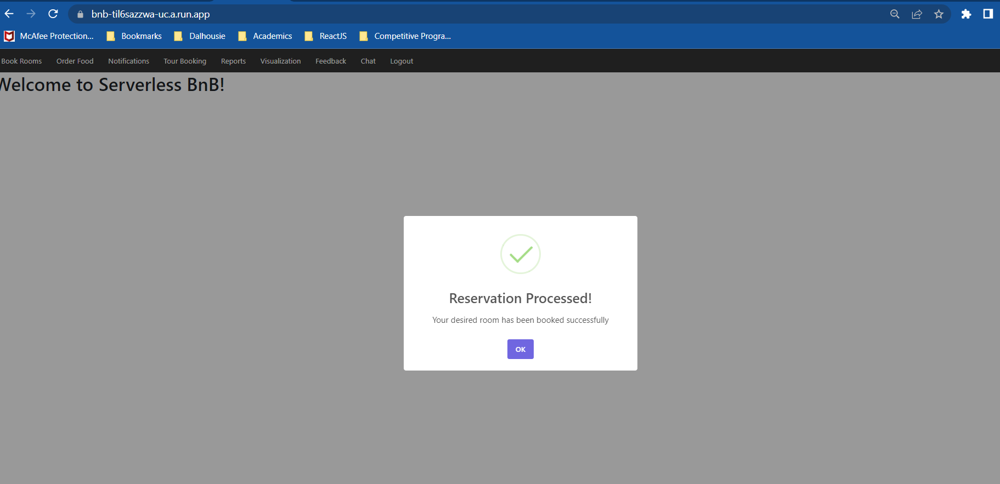 bnb-til6sazzwa-uc.a.run.app
McAfee Protection... Bookmarks Dalhousie Academics ReactJS Competitive Progra...
Book Rooms Order Food Notifications Tour Booking Reports Visualization Feedback Chat Logout
Welcome to Serverless BnB!
Reservation Processed!
Your desired room has been booked successfully
OK